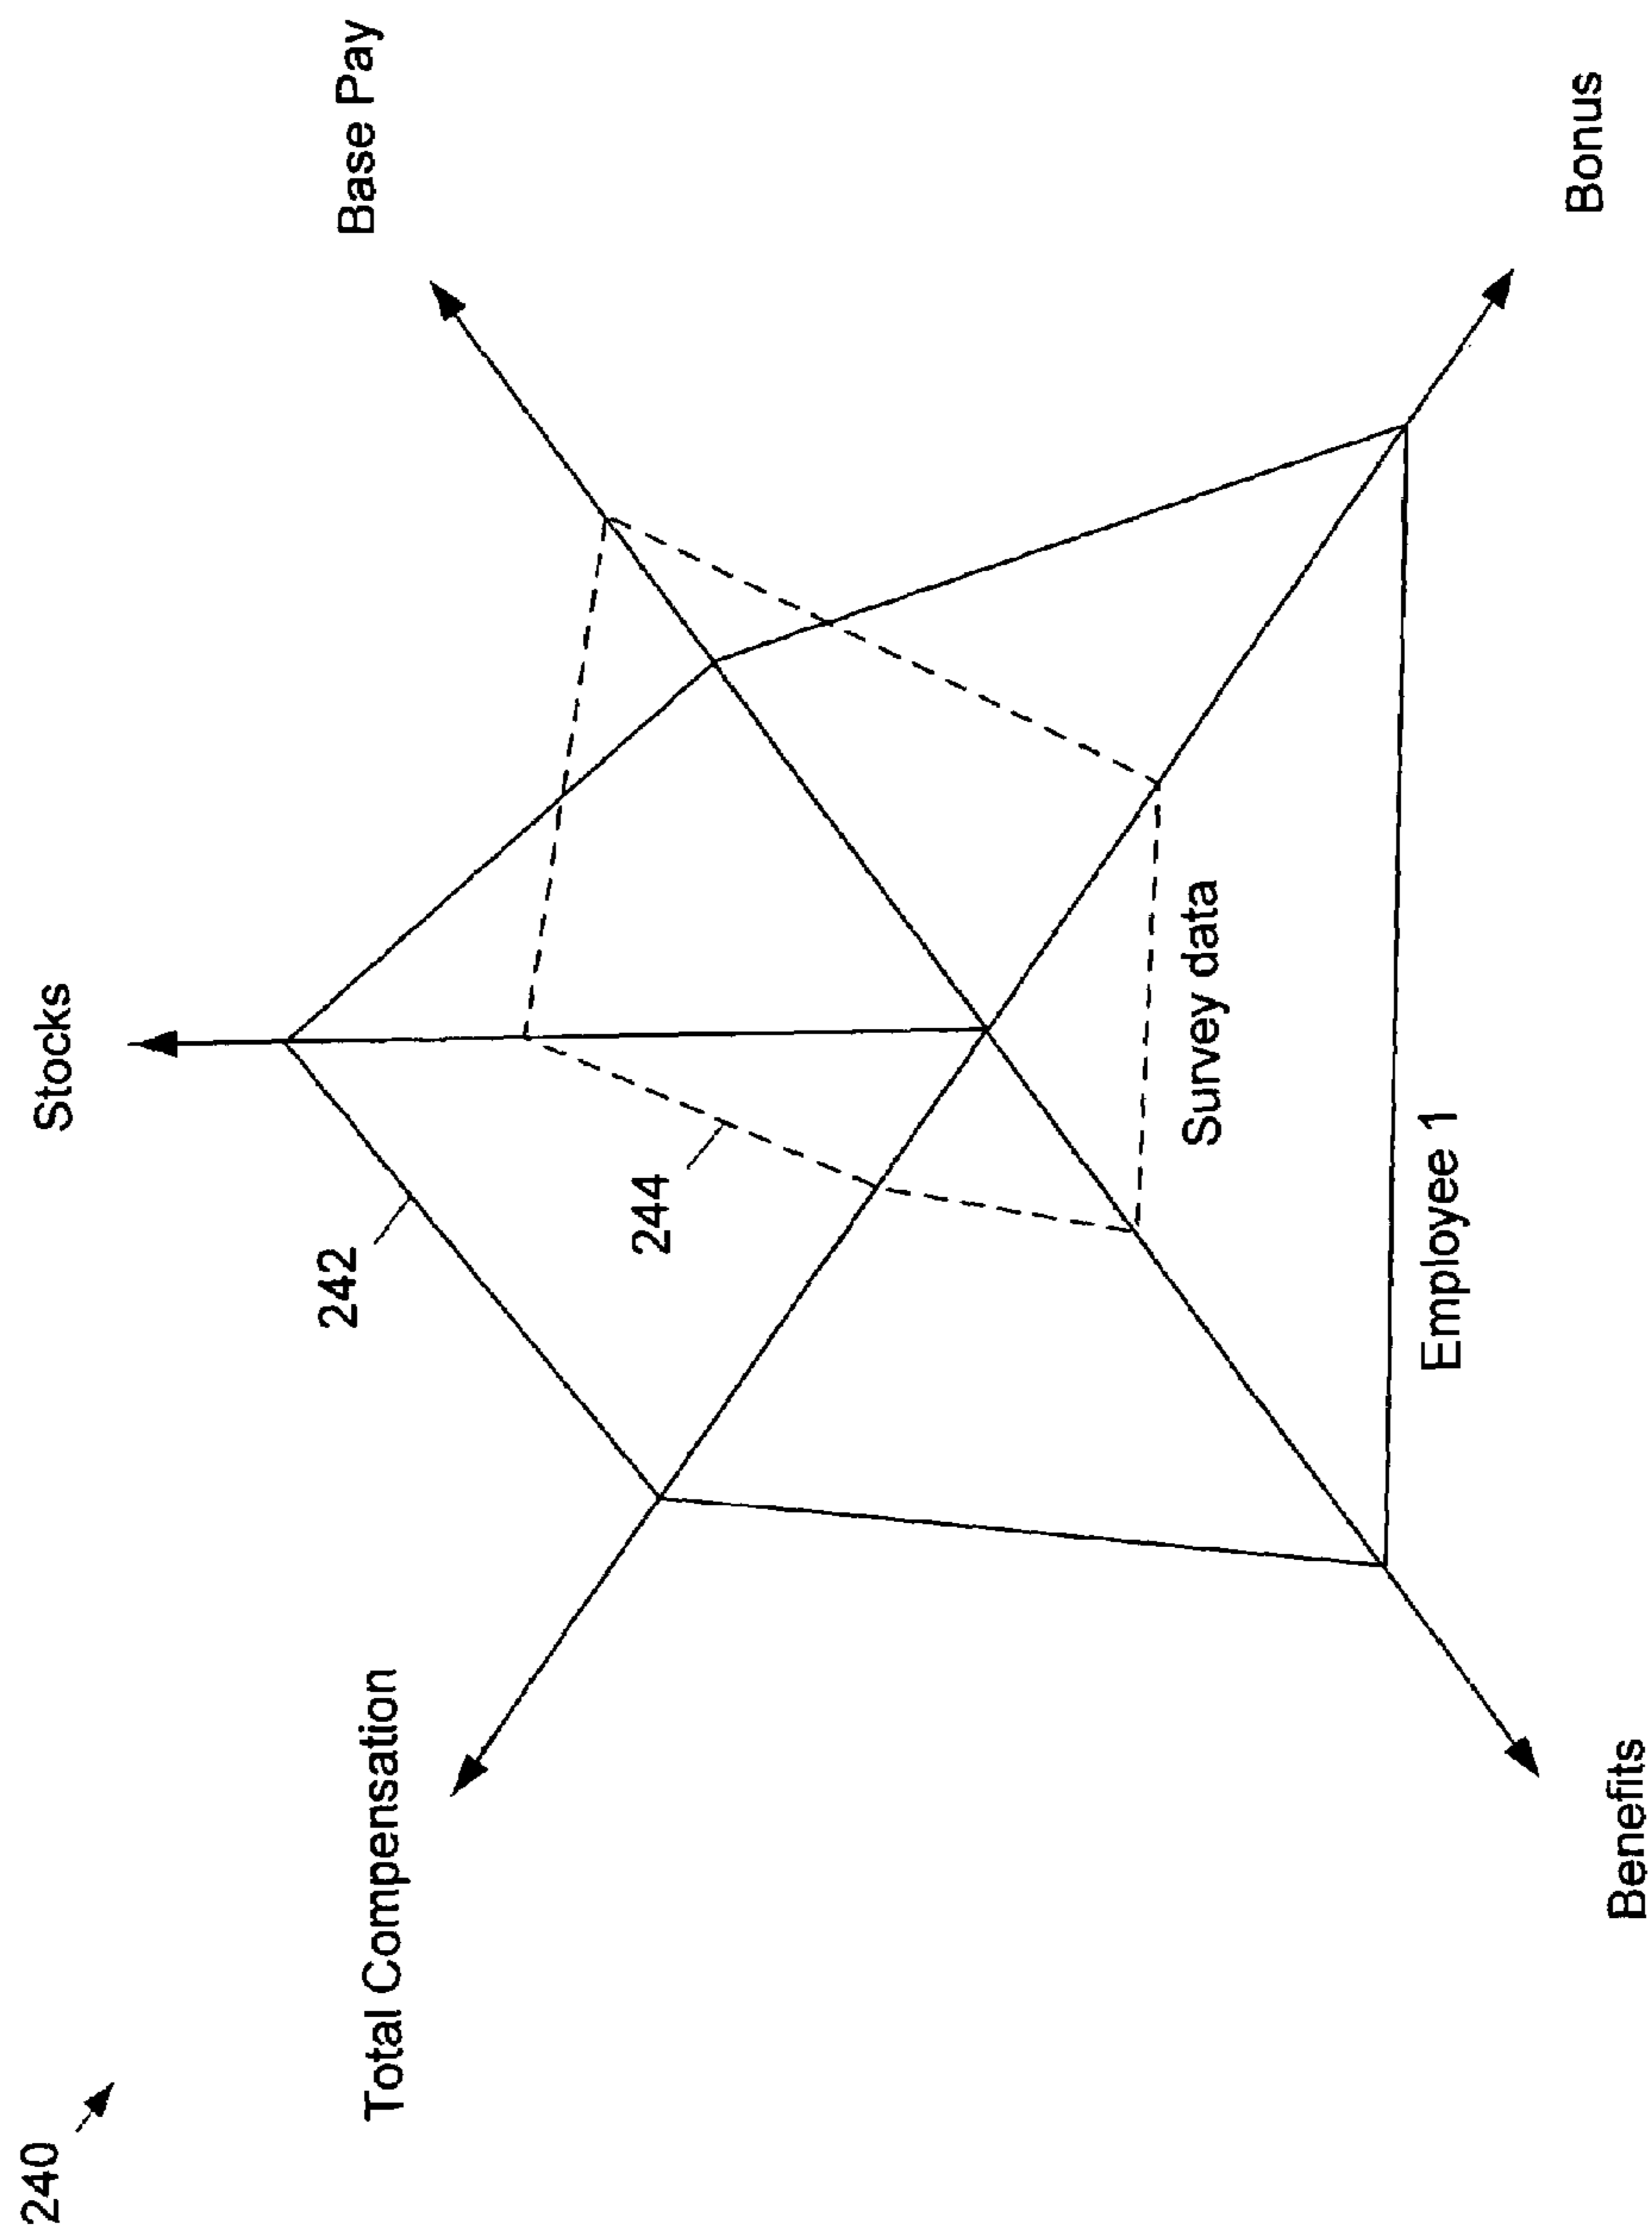 240
Stocks
Total Compensation
Base Pay
242
244
Survey data
Employee 1
Benefits
Bonus